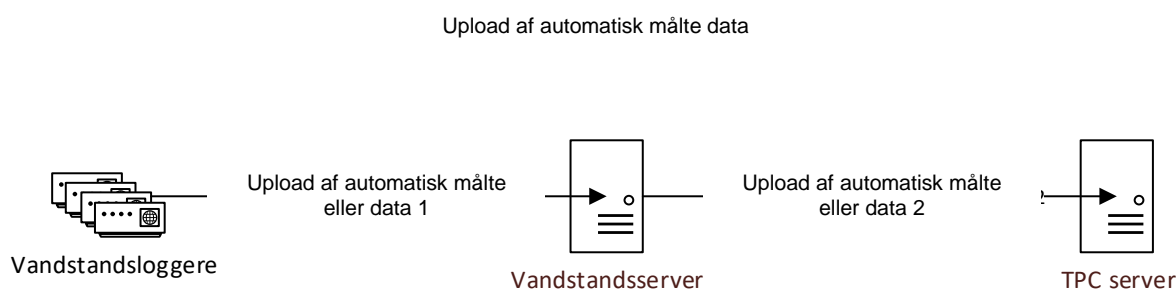 Upload af automatisk målte data
Upload af automatisk målte
eller data 1
Upload af automatisk målte
eller data 2
Vandstandsloggere
Vandstandsserver
TPC server